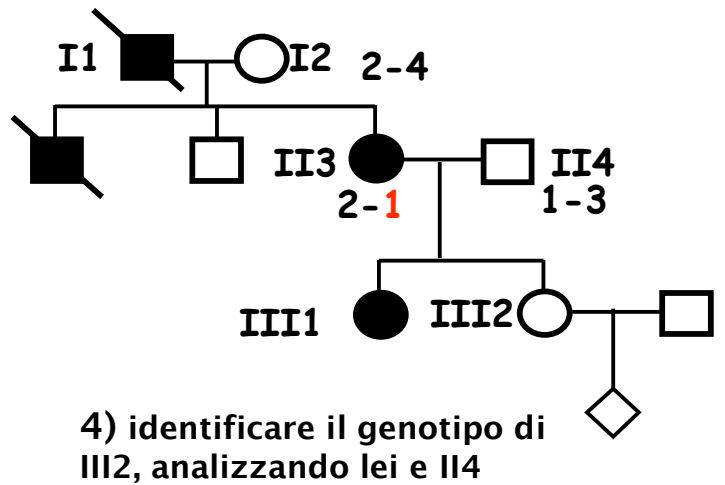 I1 I2 2-4
II3 II4
2-1 1-3
III1 III2
4) identificare il genotipo di
III2, analizzando lei e II4